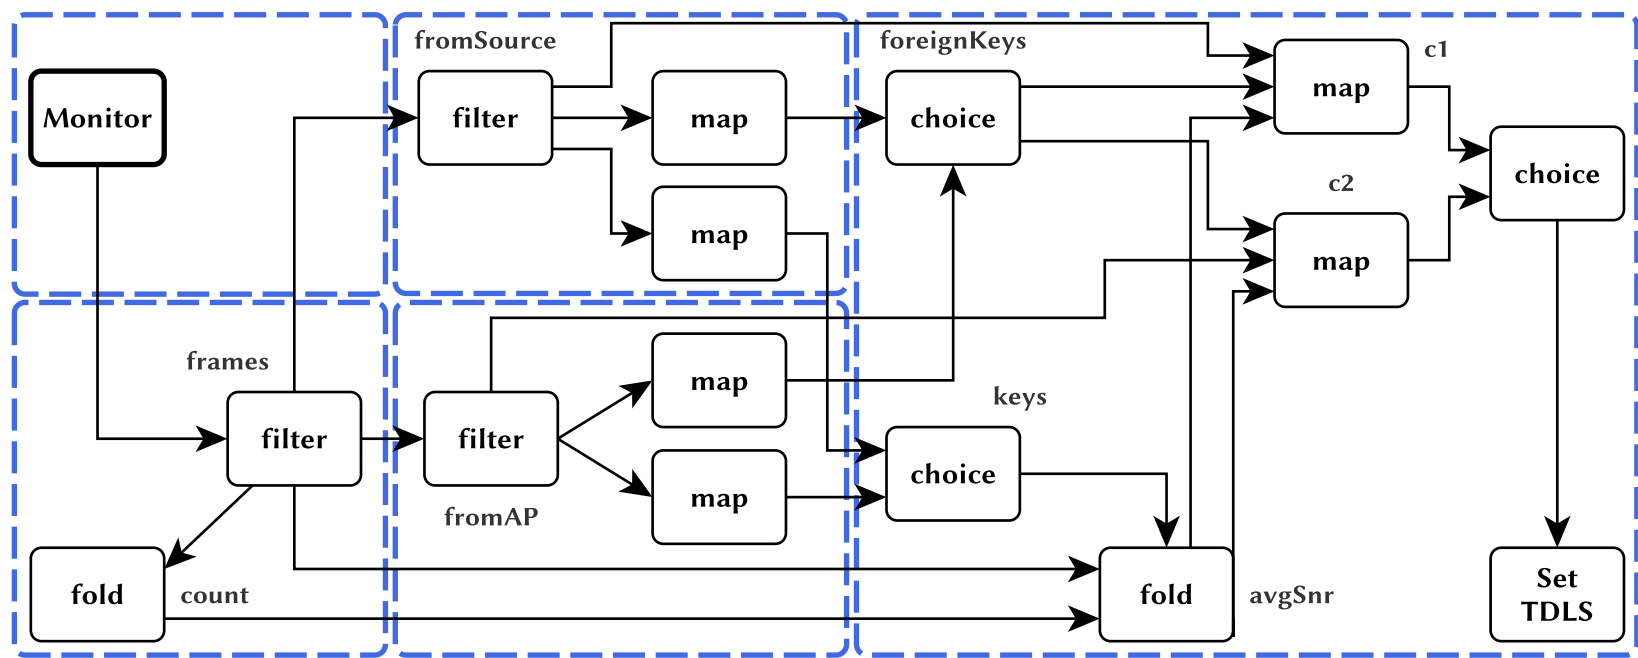 fromSource
foreignKeys
c1
Monitor
filter
map
choice
map
choice
map
c2
map
frames
filter
filter
map
keys
map
choice
fromAP
fold
count
fold
avgSnr
Set
TDLS